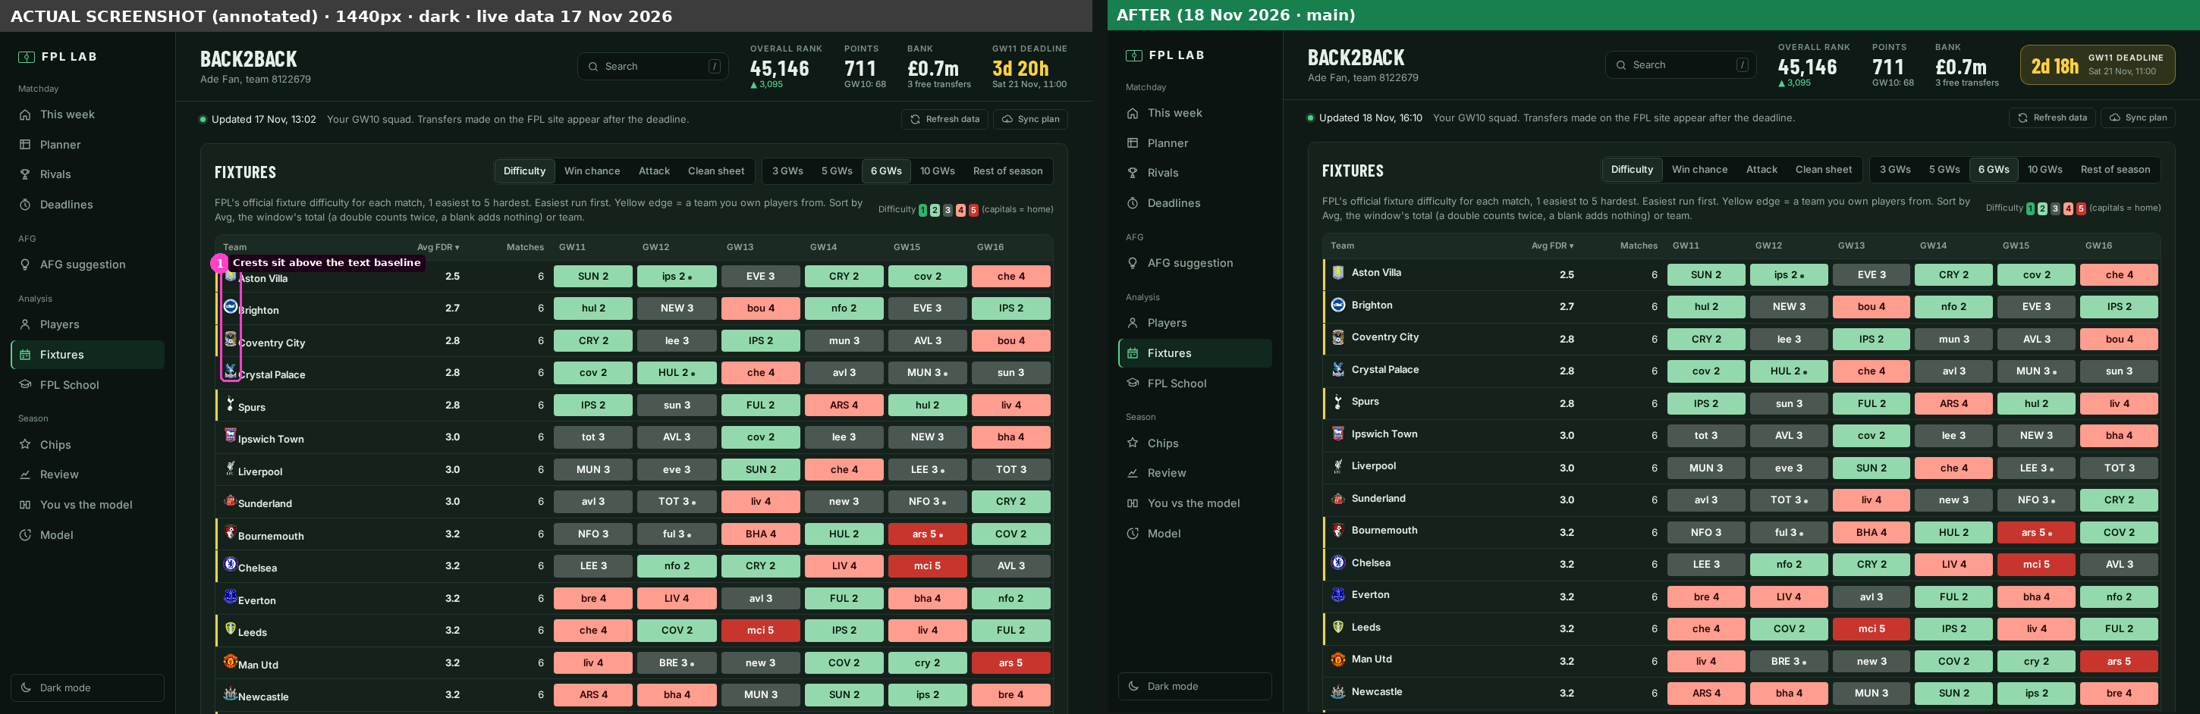 ACTUAL SCREENSHOT (annotated) · 1440px · dark · live data 17 Nov 2026
FPL LAB
Matchday
This week
Planner
Rivals
Deadlines
AFG
AFG suggestion
Analysis
Players
Fixtures
FPL School
Season
Chips
Review
You vs the model
Model
Dark mode
BACK2BACK
Ade Fan, team 8122679
Search /
OVERALL RANK
45,146
▲ 3,095
POINTS
711
GW10: 68
BANK
£0.7m
3 free transfers
GW11 DEADLINE
3d 20h
Sat 21 Nov, 11:00
Updated 17 Nov, 13:02 Your GW10 squad. Transfers made on the FPL site appear after the deadline.
Refresh data
Sync plan
FIXTURES
Difficulty Win chance Attack Clean sheet
3 GWs 5 GWs 6 GWs 10 GWs Rest of season
FPL's official fixture difficulty for each match, 1 easiest to 5 hardest. Easiest run first. Yellow edge = a team you own players from. Sort by
Avg, the window's total (a double counts twice, a blank adds nothing) or team.
Difficulty 1 2 3 4 5 (capitals = home)
Team Avg FDR ▾ Matches GW11 GW12 GW13 GW14 GW15 GW16
1 Crests sit above the text baseline
Aston Villa 2.5 6 SUN 2 ips 2 EVE 3 CRY 2 cov 2 che 4
Brighton 2.7 6 hul 2 NEW 3 bou 4 nfo 2 EVE 3 IPS 2
Coventry City 2.8 6 CRY 2 lee 3 IPS 2 mun 3 AVL 3 bou 4
Crystal Palace 2.8 6 cov 2 HUL 2 che 4 avl 3 MUN 3 sun 3
Spurs 2.8 6 IPS 2 sun 3 FUL 2 ARS 4 hul 2 liv 4
Ipswich Town 3.0 6 tot 3 AVL 3 cov 2 lee 3 NEW 3 bha 4
Liverpool 3.0 6 MUN 3 eve 3 SUN 2 che 4 LEE 3 TOT 3
Sunderland 3.0 6 avl 3 TOT 3 liv 4 new 3 NFO 3 CRY 2
Bournemouth 3.2 6 NFO 3 ful 3 BHA 4 HUL 2 ars 5 COV 2
Chelsea 3.2 6 LEE 3 nfo 2 CRY 2 LIV 4 mci 5 AVL 3
Everton 3.2 6 bre 4 LIV 4 avl 3 FUL 2 bha 4 nfo 2
Leeds 3.2 6 che 4 COV 2 mci 5 IPS 2 liv 4 FUL 2
Man Utd 3.2 6 liv 4 BRE 3 new 3 COV 2 cry 2 ars 5
Newcastle 3.2 6 ARS 4 bha 4 MUN 3 SUN 2 ips 2 bre 4
AFTER (18 Nov 2026 · main)
FPL LAB
Matchday
This week
Planner
Rivals
Deadlines
AFG
AFG suggestion
Analysis
Players
Fixtures
FPL School
Season
Chips
Review
You vs the model
Model
Dark mode
BACK2BACK
Ade Fan, team 8122679
Search /
OVERALL RANK
45,146
▲ 3,095
POINTS
711
GW10: 68
BANK
£0.7m
3 free transfers
2d 18h
GW11 DEADLINE
Sat 21 Nov, 11:00
Updated 18 Nov, 16:10 Your GW10 squad. Transfers made on the FPL site appear after the deadline.
Refresh data
Sync plan
FIXTURES
Difficulty Win chance Attack Clean sheet
3 GWs 5 GWs 6 GWs 10 GWs Rest of season
FPL's official fixture difficulty for each match, 1 easiest to 5 hardest. Easiest run first. Yellow edge = a team you own players from. Sort by
Avg, the window's total (a double counts twice, a blank adds nothing) or team.
Difficulty 1 2 3 4 5 (capitals = home)
Team Avg FDR ▾ Matches GW11 GW12 GW13 GW14 GW15 GW16
Aston Villa 2.5 6 SUN 2 ips 2 EVE 3 CRY 2 cov 2 che 4
Brighton 2.7 6 hul 2 NEW 3 bou 4 nfo 2 EVE 3 IPS 2
Coventry City 2.8 6 CRY 2 lee 3 IPS 2 mun 3 AVL 3 bou 4
Crystal Palace 2.8 6 cov 2 HUL 2 che 4 avl 3 MUN 3 sun 3
Spurs 2.8 6 IPS 2 sun 3 FUL 2 ARS 4 hul 2 liv 4
Ipswich Town 3.0 6 tot 3 AVL 3 cov 2 lee 3 NEW 3 bha 4
Liverpool 3.0 6 MUN 3 eve 3 SUN 2 che 4 LEE 3 TOT 3
Sunderland 3.0 6 avl 3 TOT 3 liv 4 new 3 NFO 3 CRY 2
Bournemouth 3.2 6 NFO 3 ful 3 BHA 4 HUL 2 ars 5 COV 2
Chelsea 3.2 6 LEE 3 nfo 2 CRY 2 LIV 4 mci 5 AVL 3
Everton 3.2 6 bre 4 LIV 4 avl 3 FUL 2 bha 4 nfo 2
Leeds 3.2 6 che 4 COV 2 mci 5 IPS 2 liv 4 FUL 2
Man Utd 3.2 6 liv 4 BRE 3 new 3 COV 2 cry 2 ars 5
Newcastle 3.2 6 ARS 4 bha 4 MUN 3 SUN 2 ips 2 bre 4